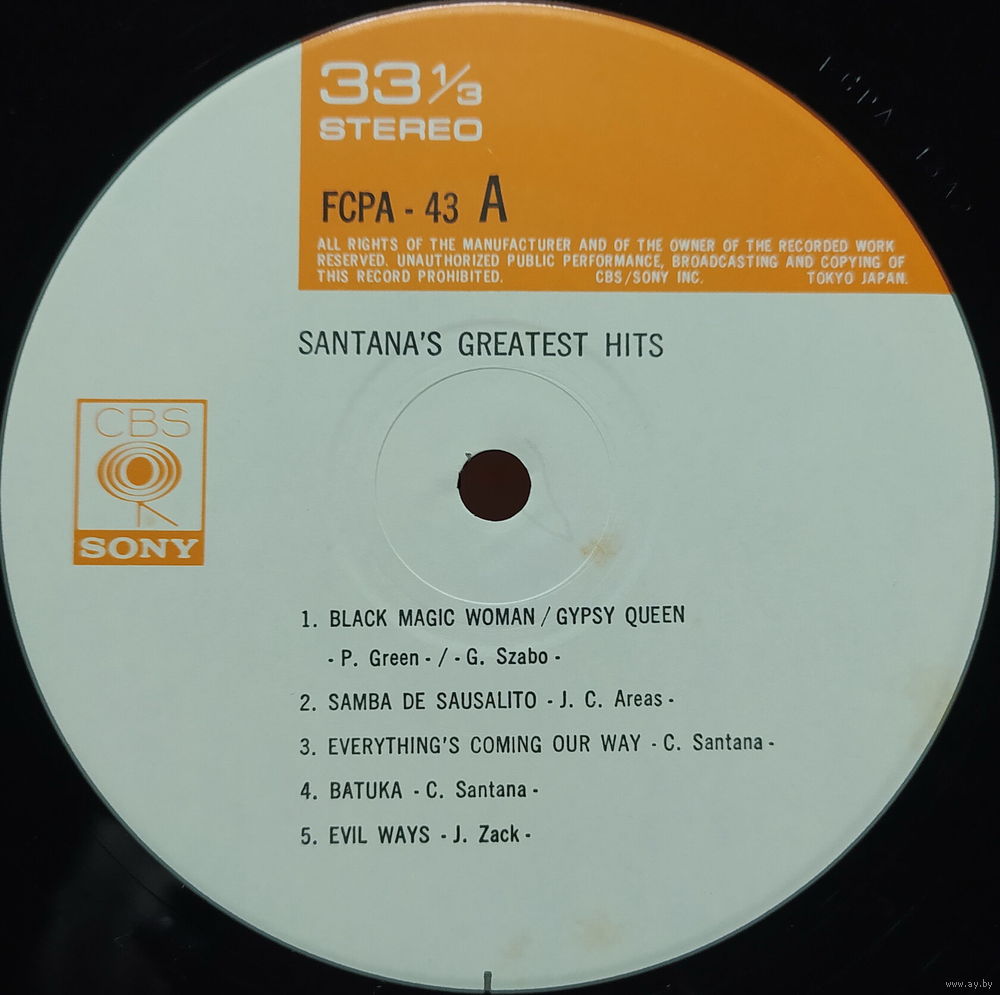 33 1/3
STEREO
FCPA - 43 A
ALL RIGHTS OF THE MANUFACTURER AND OF THE OWNER OF THE RECORDED WORK
RESERVED. UNAUTHORIZED PUBLIC PERFORMANCE, BROADCASTING AND COPYING OF
THIS RECORD PROHIBITED. CBS/SONY INC. TOKYO JAPAN.
SANTANA'S GREATEST HITS
CBS
SONY
1. BLACK MAGIC WOMAN / GYPSY QUEEN
- P. Green - / - G. Szabo -
2. SAMBA DE SAUSALITO - J. C. Areas -
3. EVERYTHING'S COMING OUR WAY - C. Santana -
4. BATUKA - C. Santana -
5. EVIL WAYS - J. Zack -
www.ay.by